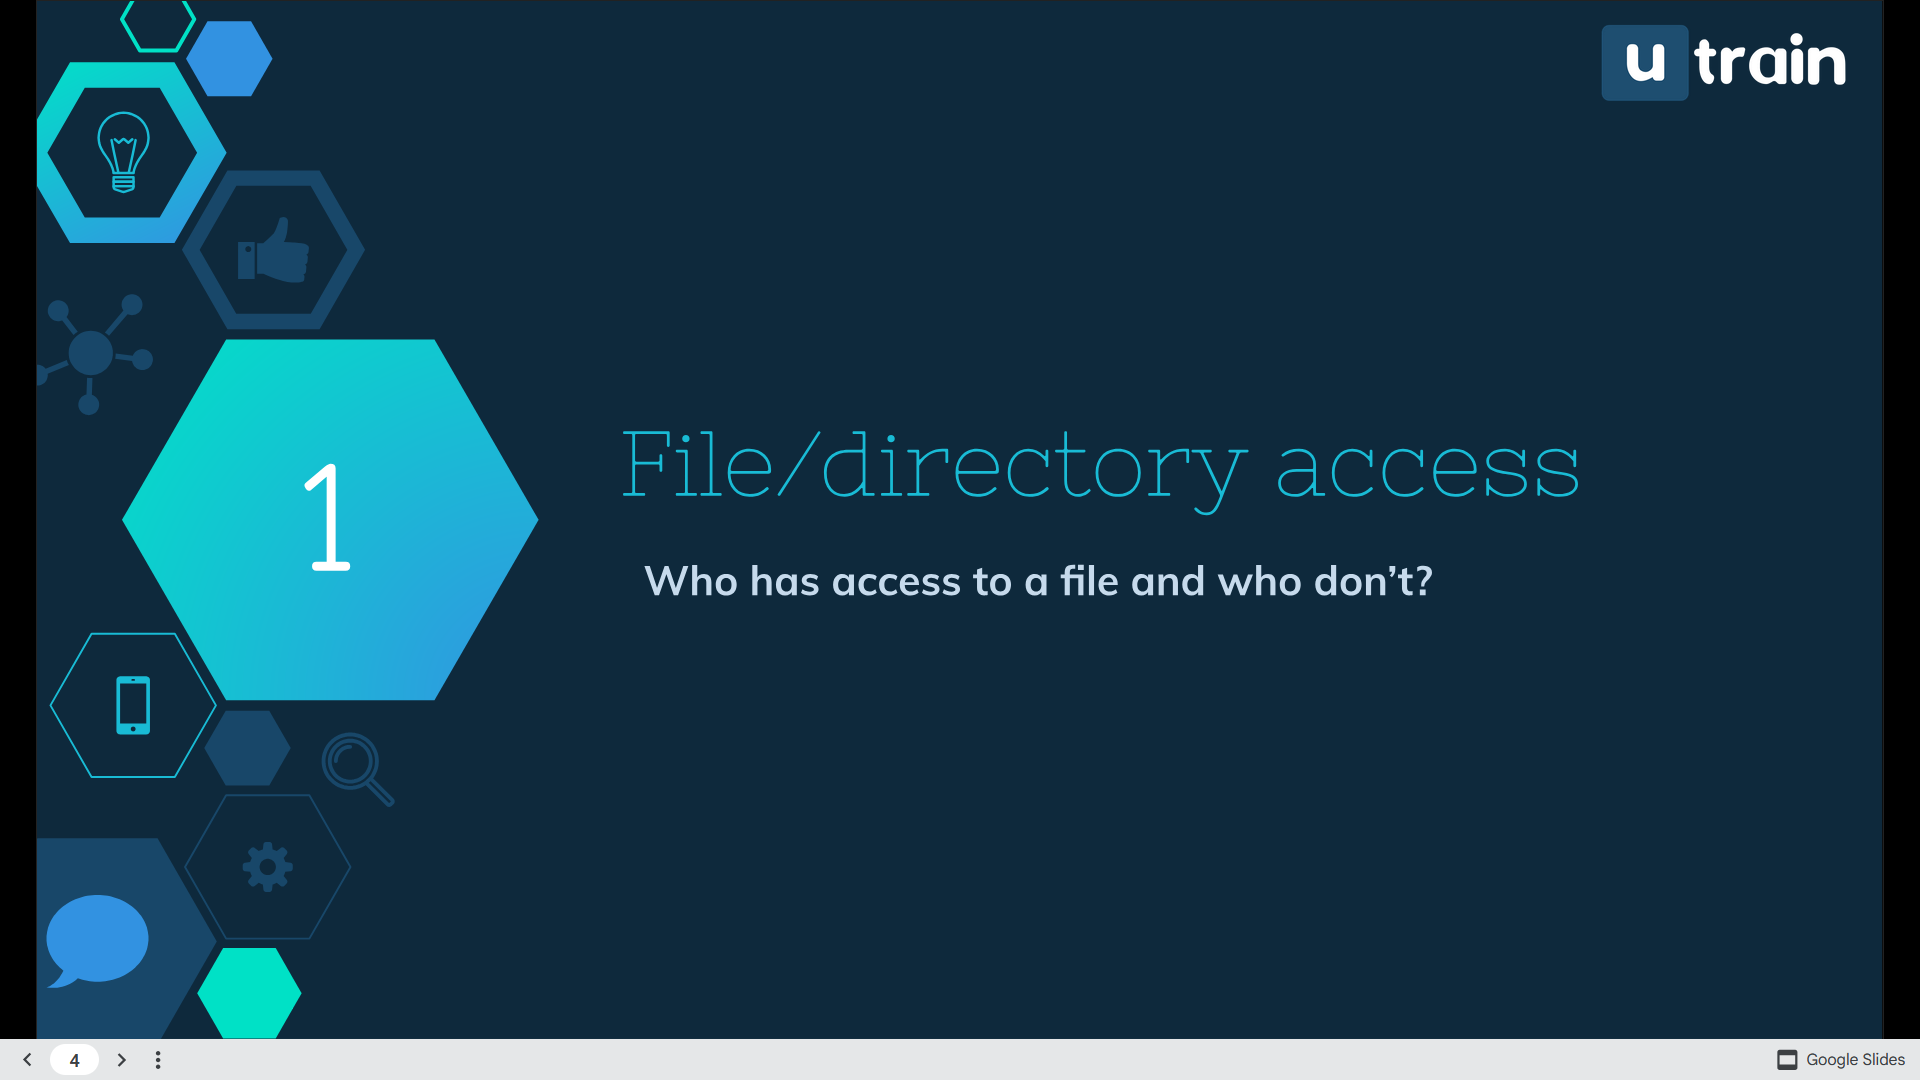 u train
1
File/directory access
Who has access to a file and who don’t?
4
Google Slides